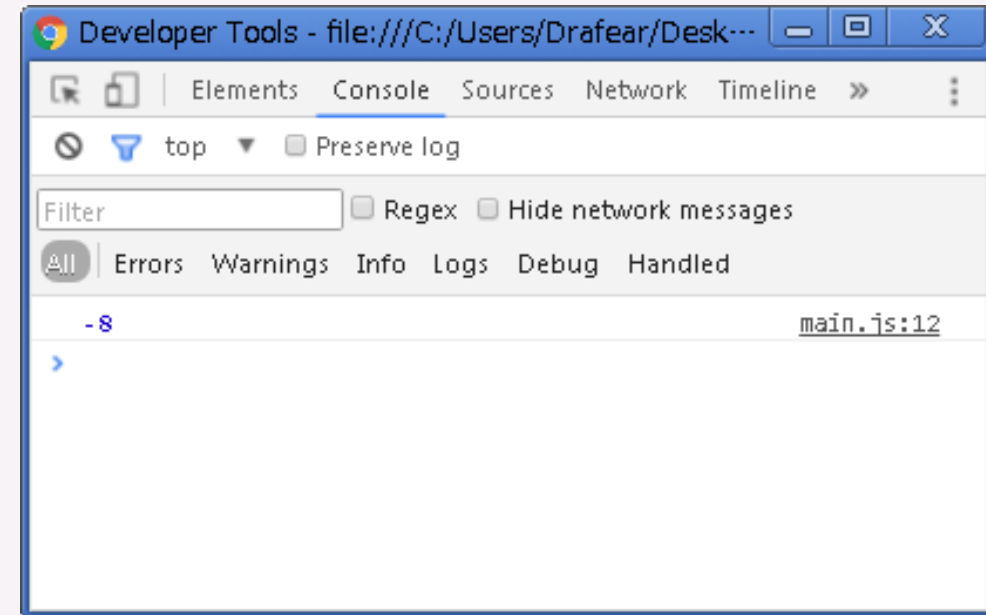 Developer Tools - file:///C:/Users/Drafear/Desk...
Elements Console Sources Network Timeline »
top ▼ Preserve log
Filter Regex Hide network messages
All Errors Warnings Info Logs Debug Handled
-8 main.js:12
>